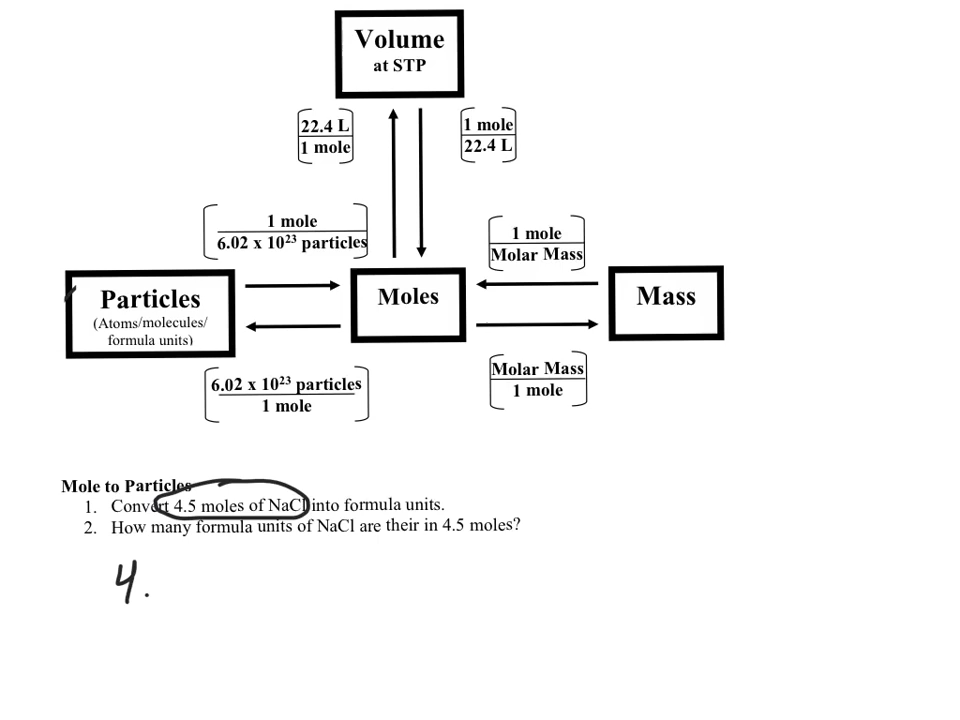 Volume
at STP
22.4 L
1 mole
1 mole
22.4 L
1 mole
6.02 x 10²³ particles
1 mole
Molar Mass
Particles
(Atoms/molecules/
formula units)
Moles
Mass
6.02 x 10²³ particles
1 mole
Molar Mass
1 mole
Mole to Particles
1. Convert 4.5 moles of NaCl into formula units.
2. How many formula units of NaCl are their in 4.5 moles?
4.